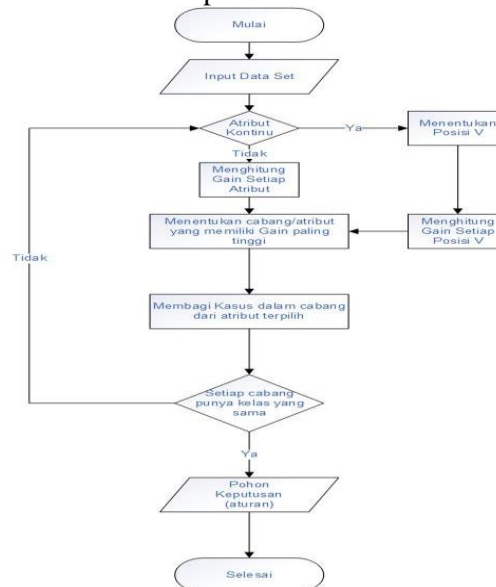 Mulai
Input Data Set
Atribut
Kontinu
Ya
Menentukan
Posisi V
Tidak
Menghitung
Gain Setiap
Atribut
Menentukan cabang/atribut
yang memiliki Gain paling
tinggi
Menghitung
Gain Setiap
Posisi V
Tidak
Membagi Kasus dalam cabang
dari atribut terpilih
Setiap cabang
punya kelas yang
sama
Ya
Pohon
Keputusan
(aturan)
Selesai